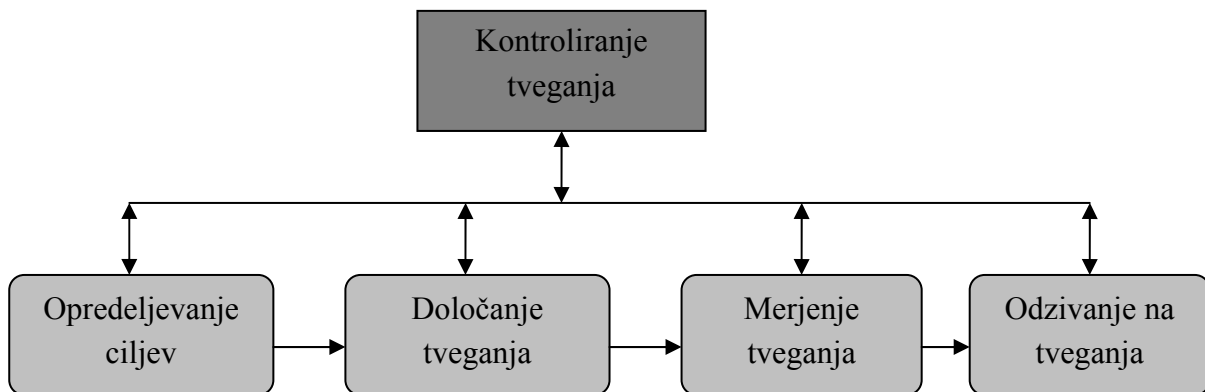 Kontroliranje
tveganja
Opredeljevanje
ciljev
Določanje
tveganja
Merjenje
tveganja
Odzivanje na
tveganja